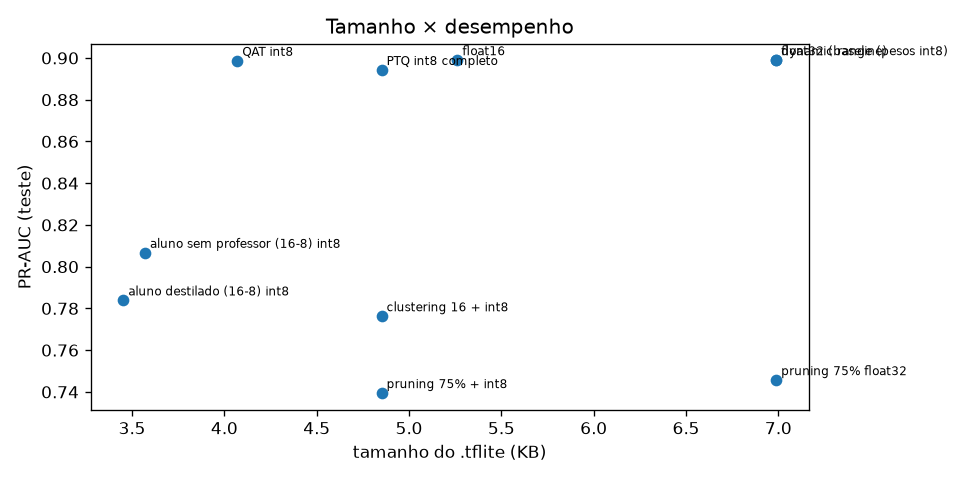 Tamanho × desempenho
QAT int8
float16
PTQ int8 completo
(pesos int8)
aluno sem professor (16-8) int8
aluno destilado (16-8) int8
clustering 16 + int8
pruning 75% float32
pruning 75% + int8
PR-AUC (teste)
0.90
0.88
0.86
0.84
0.82
0.80
0.78
0.76
0.74
3.5 4.0 4.5 5.0 5.5 6.0 6.5 7.0
tamanho do .tflite (KB)